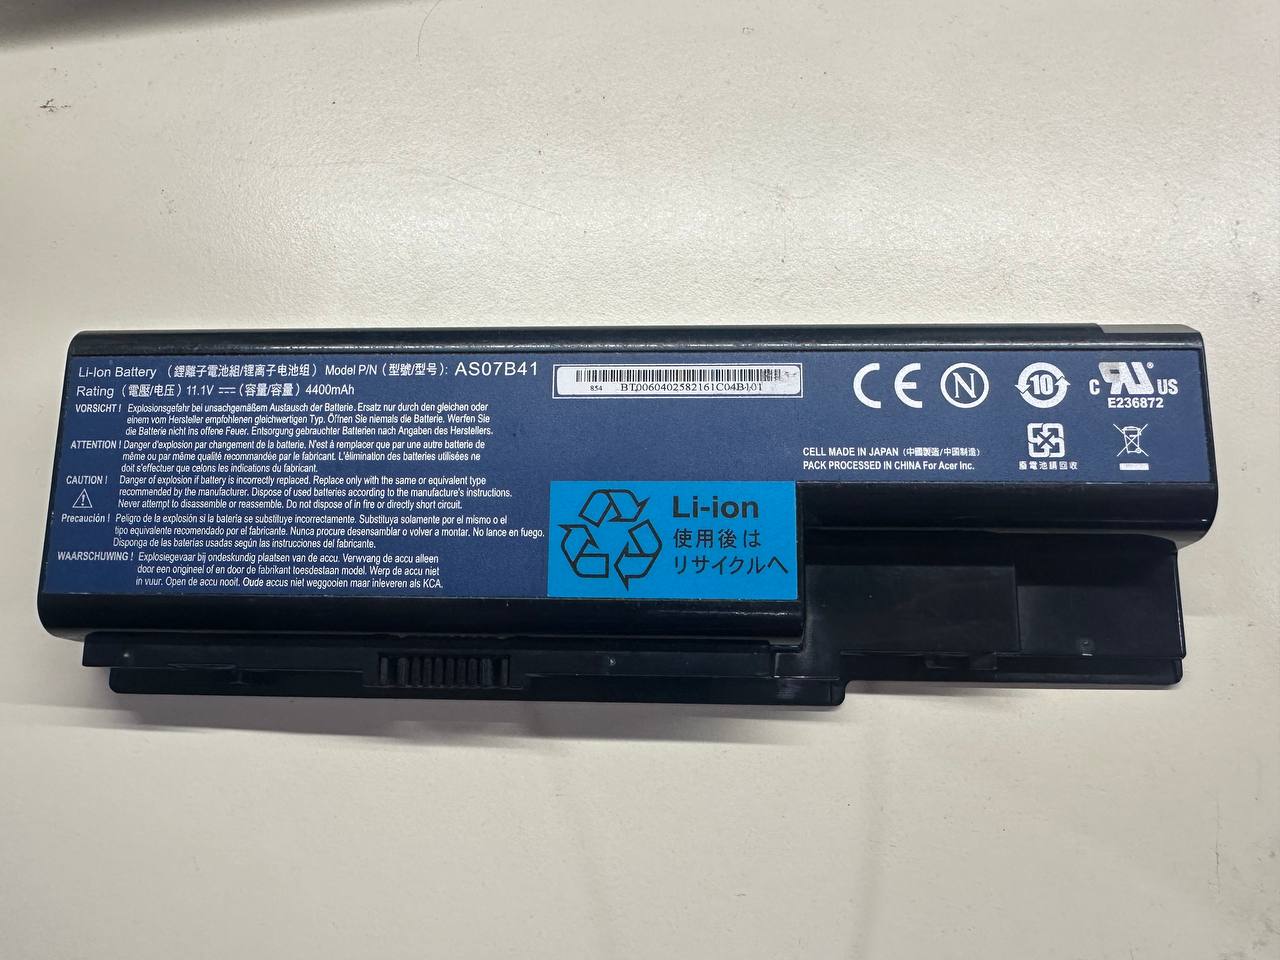 Li-Ion Battery (鋰離子電池組/锂离子电池组) Model P/N (型號/型号): AS07B41
Rating (電壓/电压) 11.1V (容量/容量) 4400mAh
VORSICHT ! Explosionsgefahr bei unsachgemäßem Austausch der Batterie. Ersatz nur durch den gleichen oder
einem vom Hersteller empfohlenen gleichwertigen Typ. Öffnen Sie niemals die Batterie. Werfen Sie
die Batterie nicht ins offene Feuer. Entsorgung gebrauchter Batterien nach Angaben des Herstellers.
ATTENTION ! Danger d'explosion par changement de la batterie. N'est à remplacer que par une autre batterie de
même ou par même qualité recommandé par le fabricant. L'élimination des batteries utilisées ne
doit s'effectuer que celons les indications du fabricant.
CAUTION ! Danger of explosion if battery is incorrectly replaced. Replace only with the same or equivalent type
recommended by the manufacturer. Dispose of used batteries according to the manufacture's instructions.
Never attempt to disassemble or reassemble. Do not dispose of in fire or directly short circuit.
Precaución ! Peligro de la explosión si la batería se substituye incorrectamente. Substituya solamente por el mismo o el
tipo equivalente recomendado por el fabricante. Nunca procure desensamblar o volver a montar. No lance en fuego.
Disponga de las baterías usadas según las instrucciones del fabricante.
WAARSCHUWING ! Explosiegevaar bij ondeskundig plaatsen van de accu. Verwvang de accu alleen
door een origineel of en door de fabrikant toesdestaan model. Werp de accu niet
in vuur. Open de accu nooit. Oude accus niet weggooien maar inleveren als KCA.
854 BT.0060402582161C04B101
CE N 10 c UR US
E236872
CELL MADE IN JAPAN (中國製造/中国制造)
PACK PROCESSED IN CHINA For Acer Inc.
廢電池請回收
Li-ion
使用後は
リサイクルへ